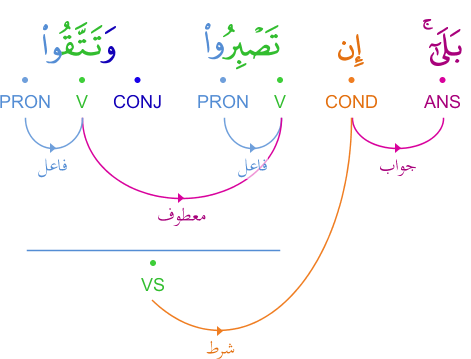 بَلَىٰٓ ۚ إِن تَصْبِرُوا۟ وَتَتَّقُوا۟
PRON V CONJ PRON V COND ANS
فاعل فاعل جواب
معطوف
VS
شرط